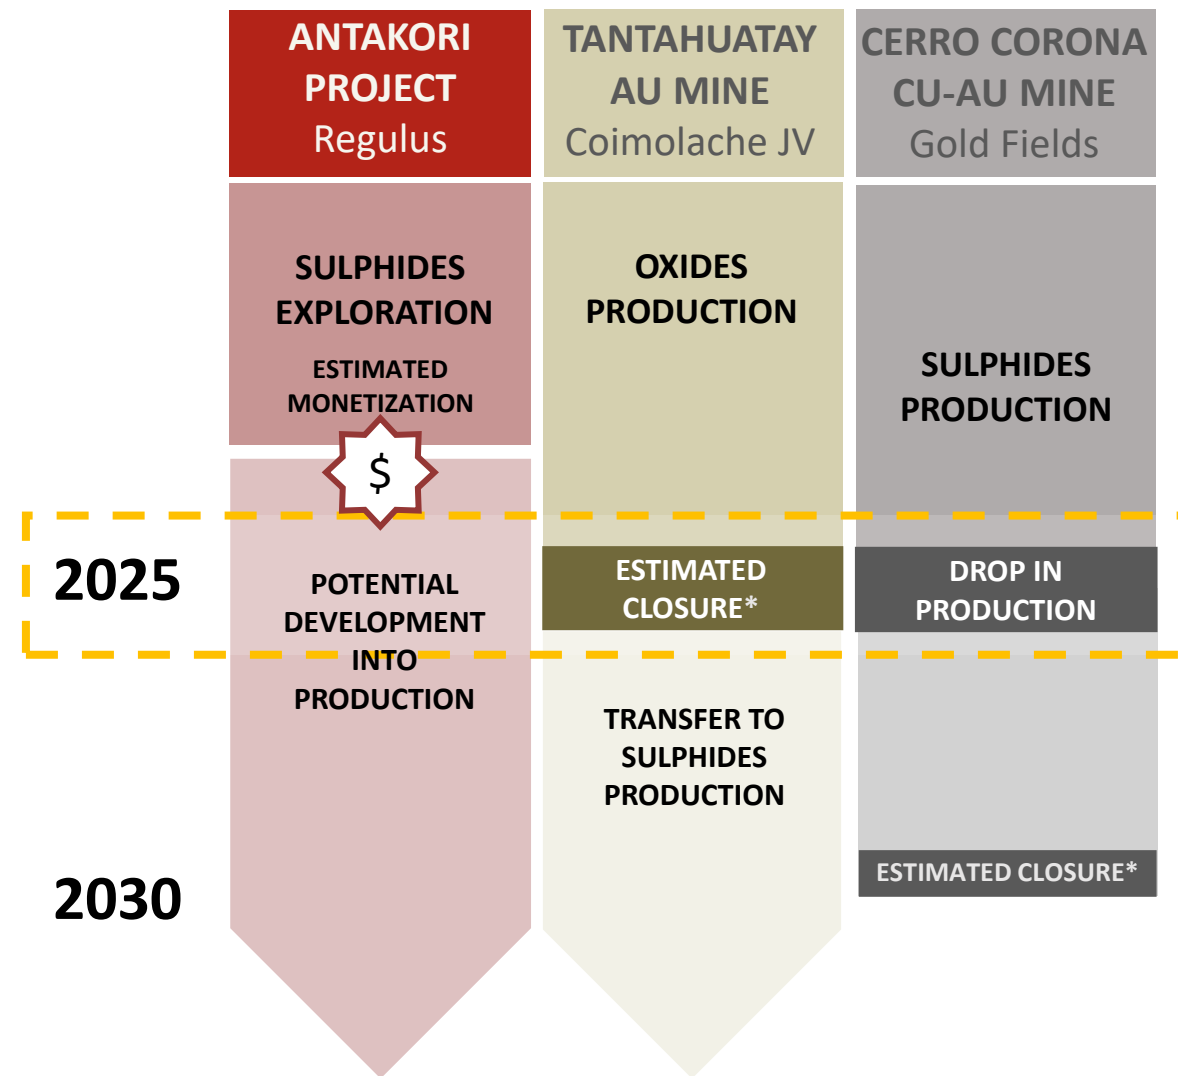 ANTAKORI
PROJECT
Regulus
TANTAHUATAY
AU MINE
Coimolache JV
CERRO CORONA
CU-AU MINE
Gold Fields
SULPHIDES
EXPLORATION
ESTIMATED
MONETIZATION
$
OXIDES
PRODUCTION
SULPHIDES
PRODUCTION
2025
POTENTIAL
DEVELOPMENT
INTO
PRODUCTION
ESTIMATED
CLOSURE*
DROP IN
PRODUCTION
TRANSFER TO
SULPHIDES
PRODUCTION
2030
ESTIMATED CLOSURE*